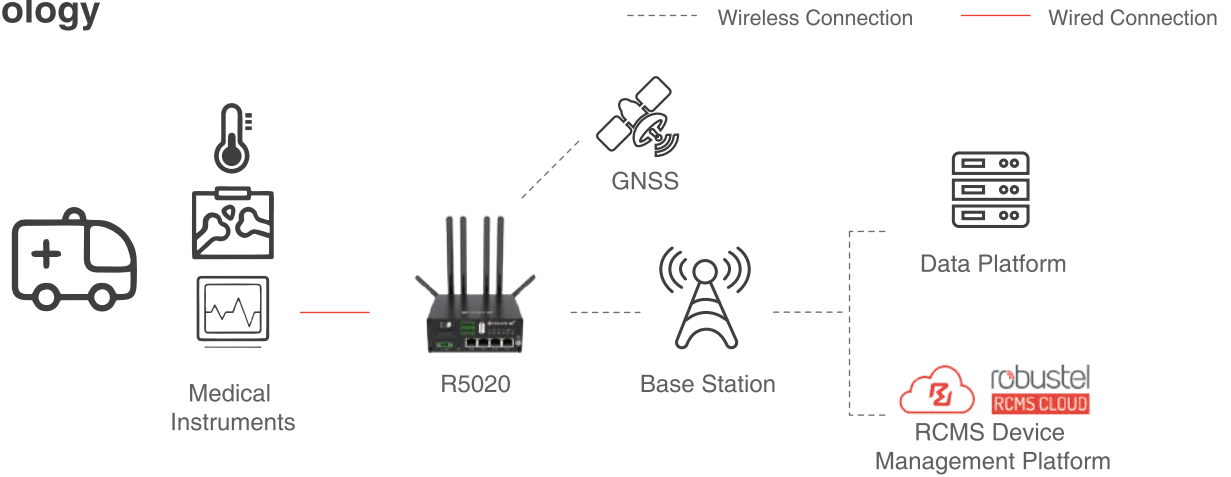 ology
Wireless Connection
Wired Connection
GNSS
Data Platform
R5020
Base Station
Medical
Instruments
robustel
RCMS CLOUD
RCMS Device
Management Platform